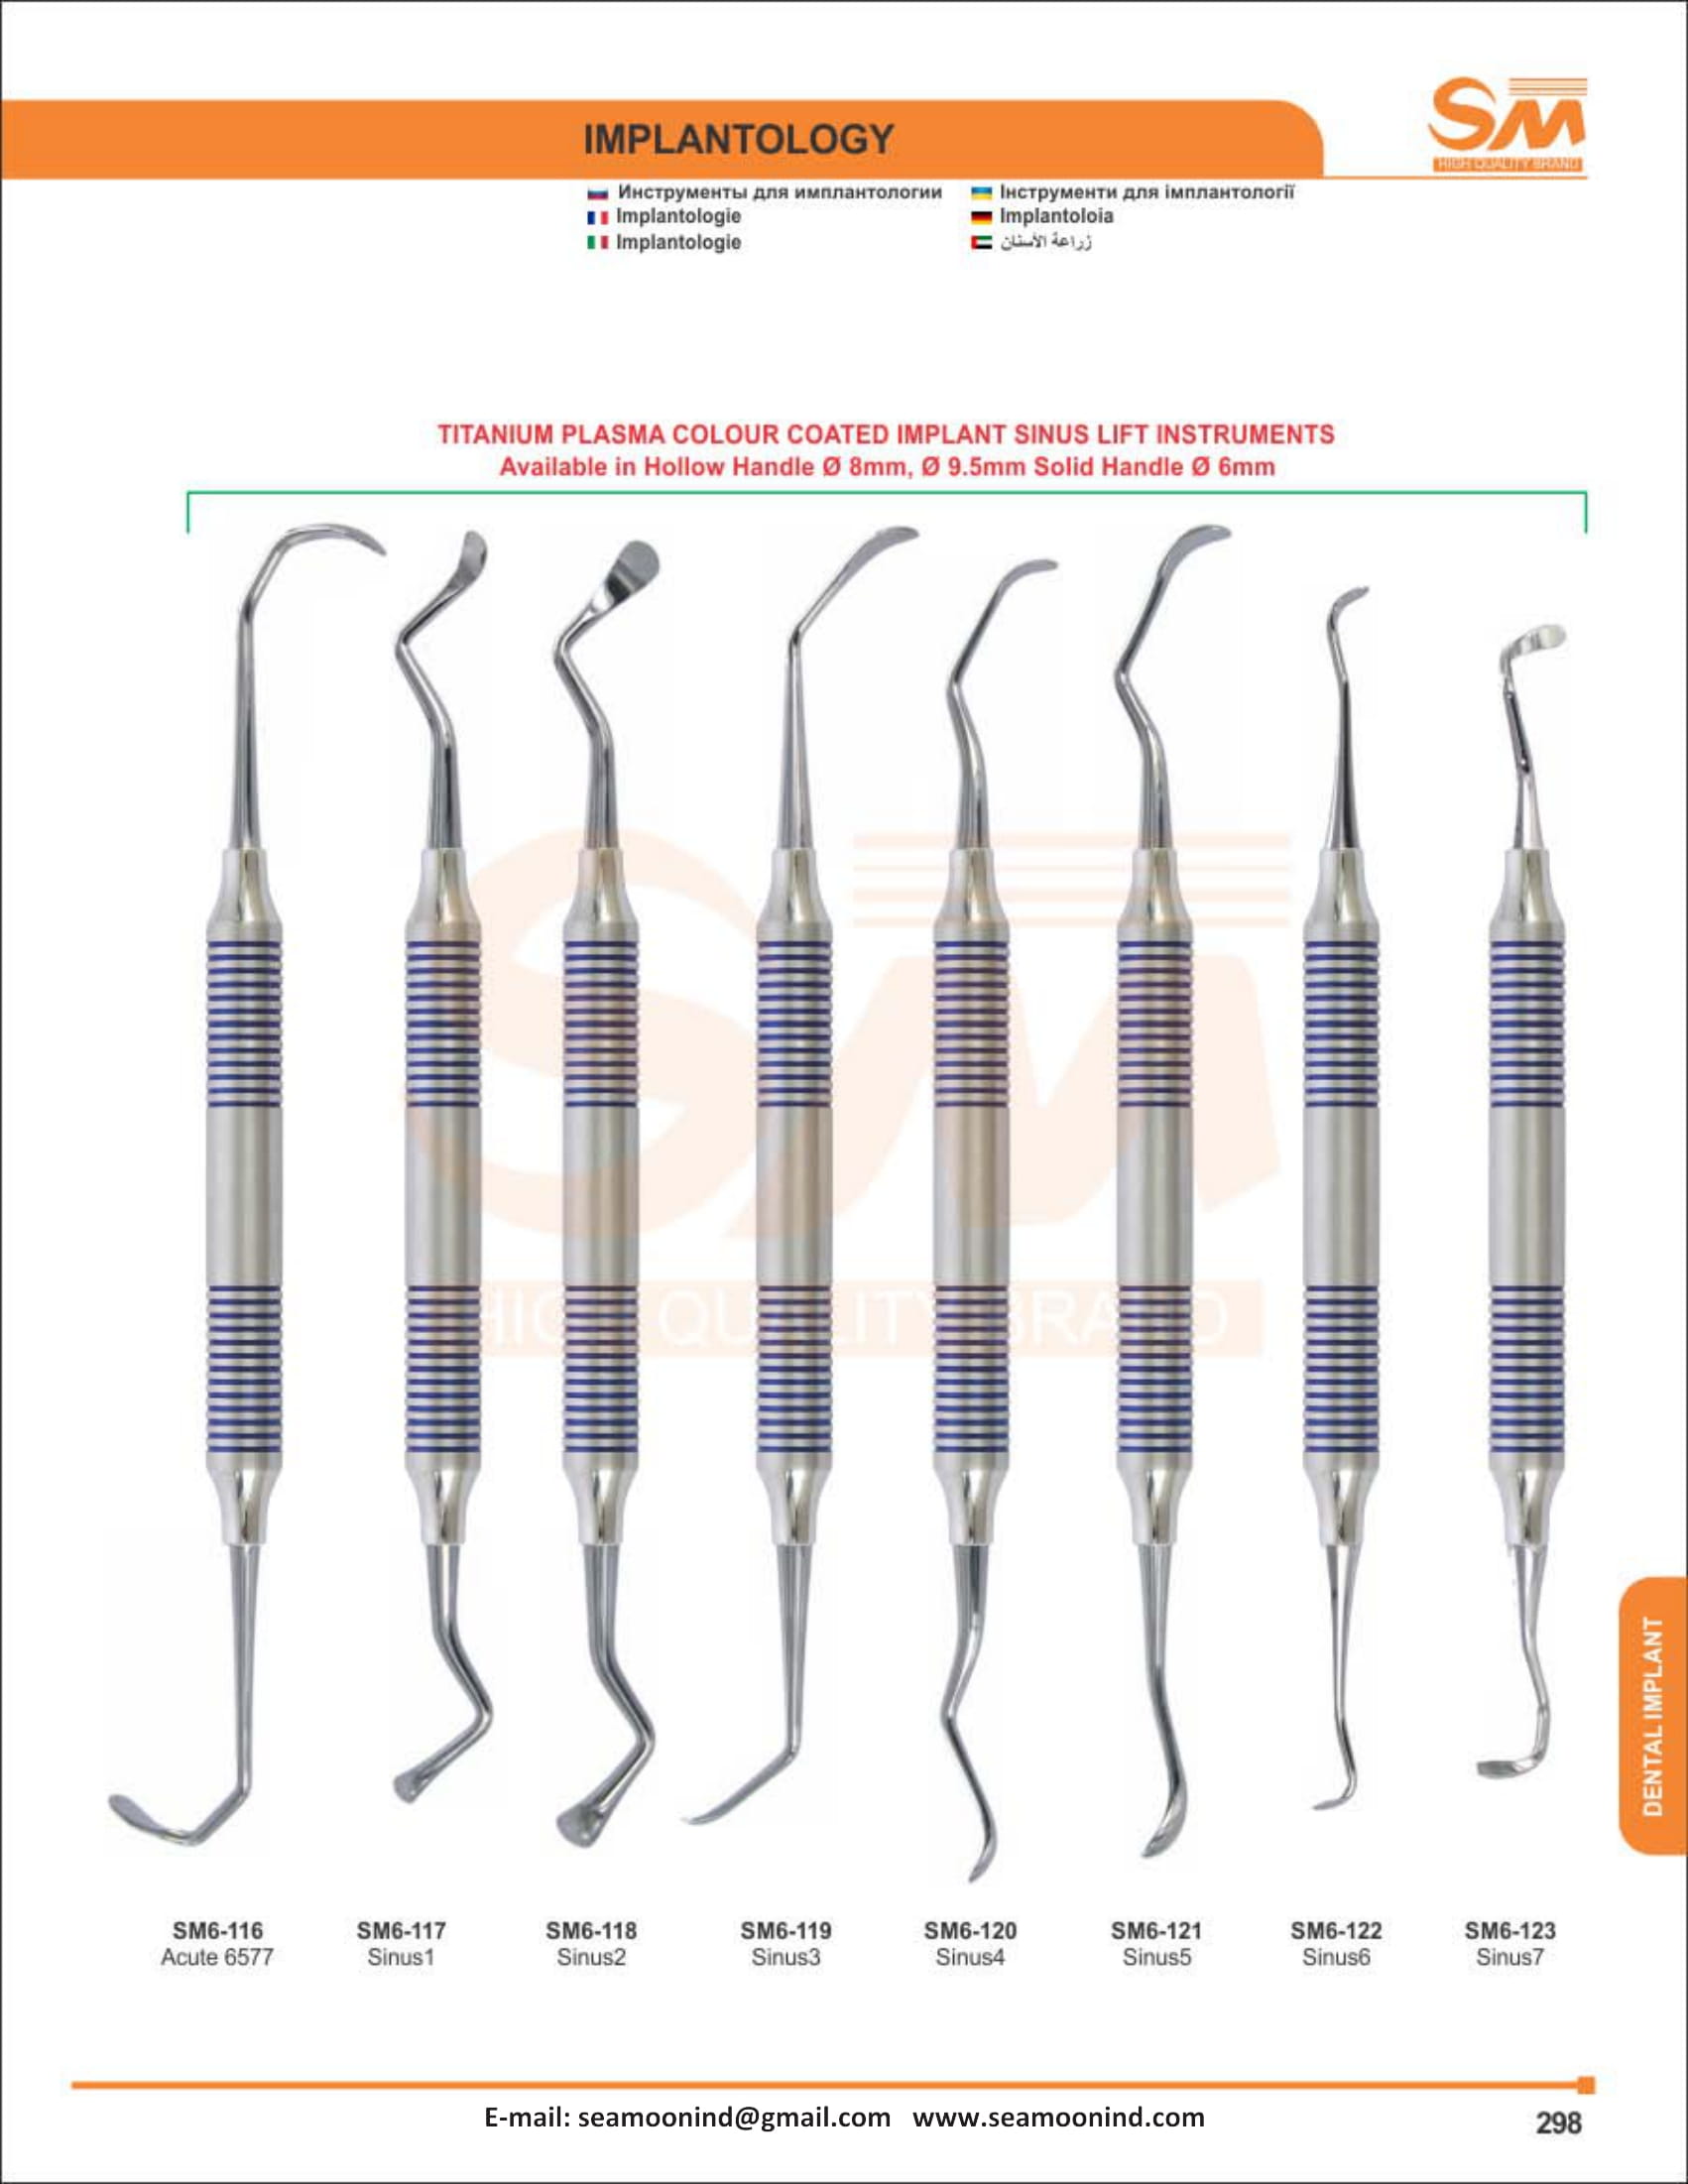 SM
HIGH QUALITY BRAND
IMPLANTOLOGY
Инструменты для имплантологии
Інструменти для імплантології
Implantologie
Implantoloia
Implantologie
زراعة الأسنان
TITANIUM PLASMA COLOUR COATED IMPLANT SINUS LIFT INSTRUMENTS
Available in Hollow Handle Ø 8mm, Ø 9.5mm Solid Handle Ø 6mm
SM
HIGH QUALITY BRAND
DENTAL IMPLANT
SM6-116
Acute 6577
SM6-117
Sinus1
SM6-118
Sinus2
SM6-119
Sinus3
SM6-120
Sinus4
SM6-121
Sinus5
SM6-122
Sinus6
SM6-123
Sinus7
E-mail: seamoonind@gmail.com www.seamoonind.com
298